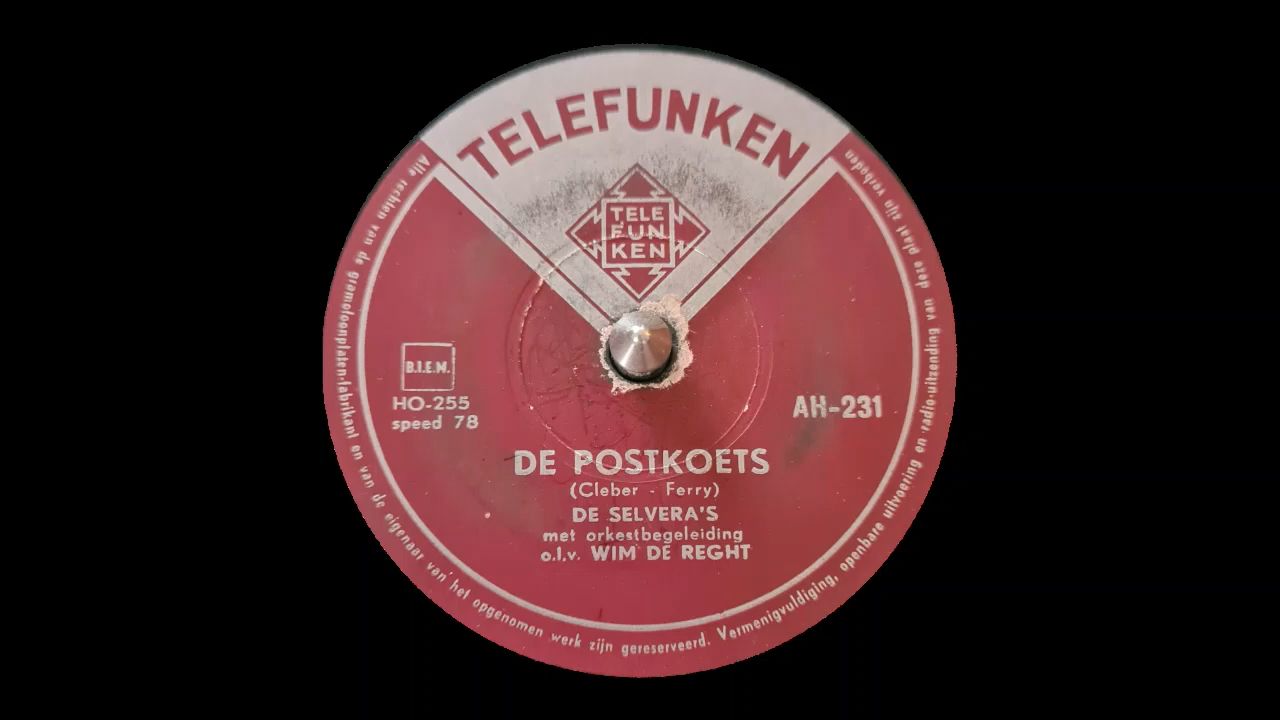 TELEFUNKEN
TELE
FUN
KEN
B.I.E.M.
HO-255
speed 78
AH-231
DE POSTKOETS
(Cleber - Ferry)
DE SELVERA'S
met orkestbegeleiding
o.l.v. WIM DE REGHT
Alle rechten van de gramofoonplaten-fabrikant en van de eigenaar van het opgenomen werk zijn gereserveerd. Vermenigvuldiging, openbare uitvoering en radio-uitzending van deze plaat zijn verboden